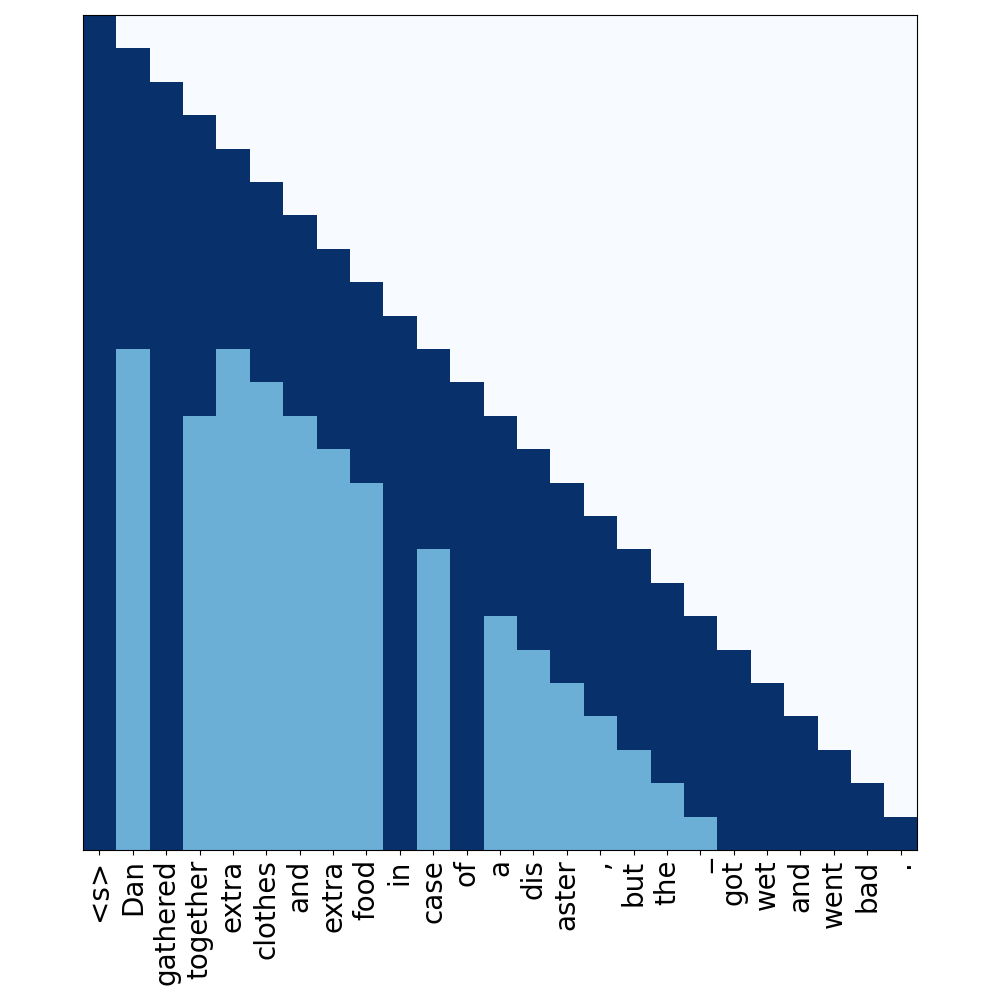 <s> Dan gathered together extra clothes and extra food in case of a dis aster , but the _ got wet and went bad .